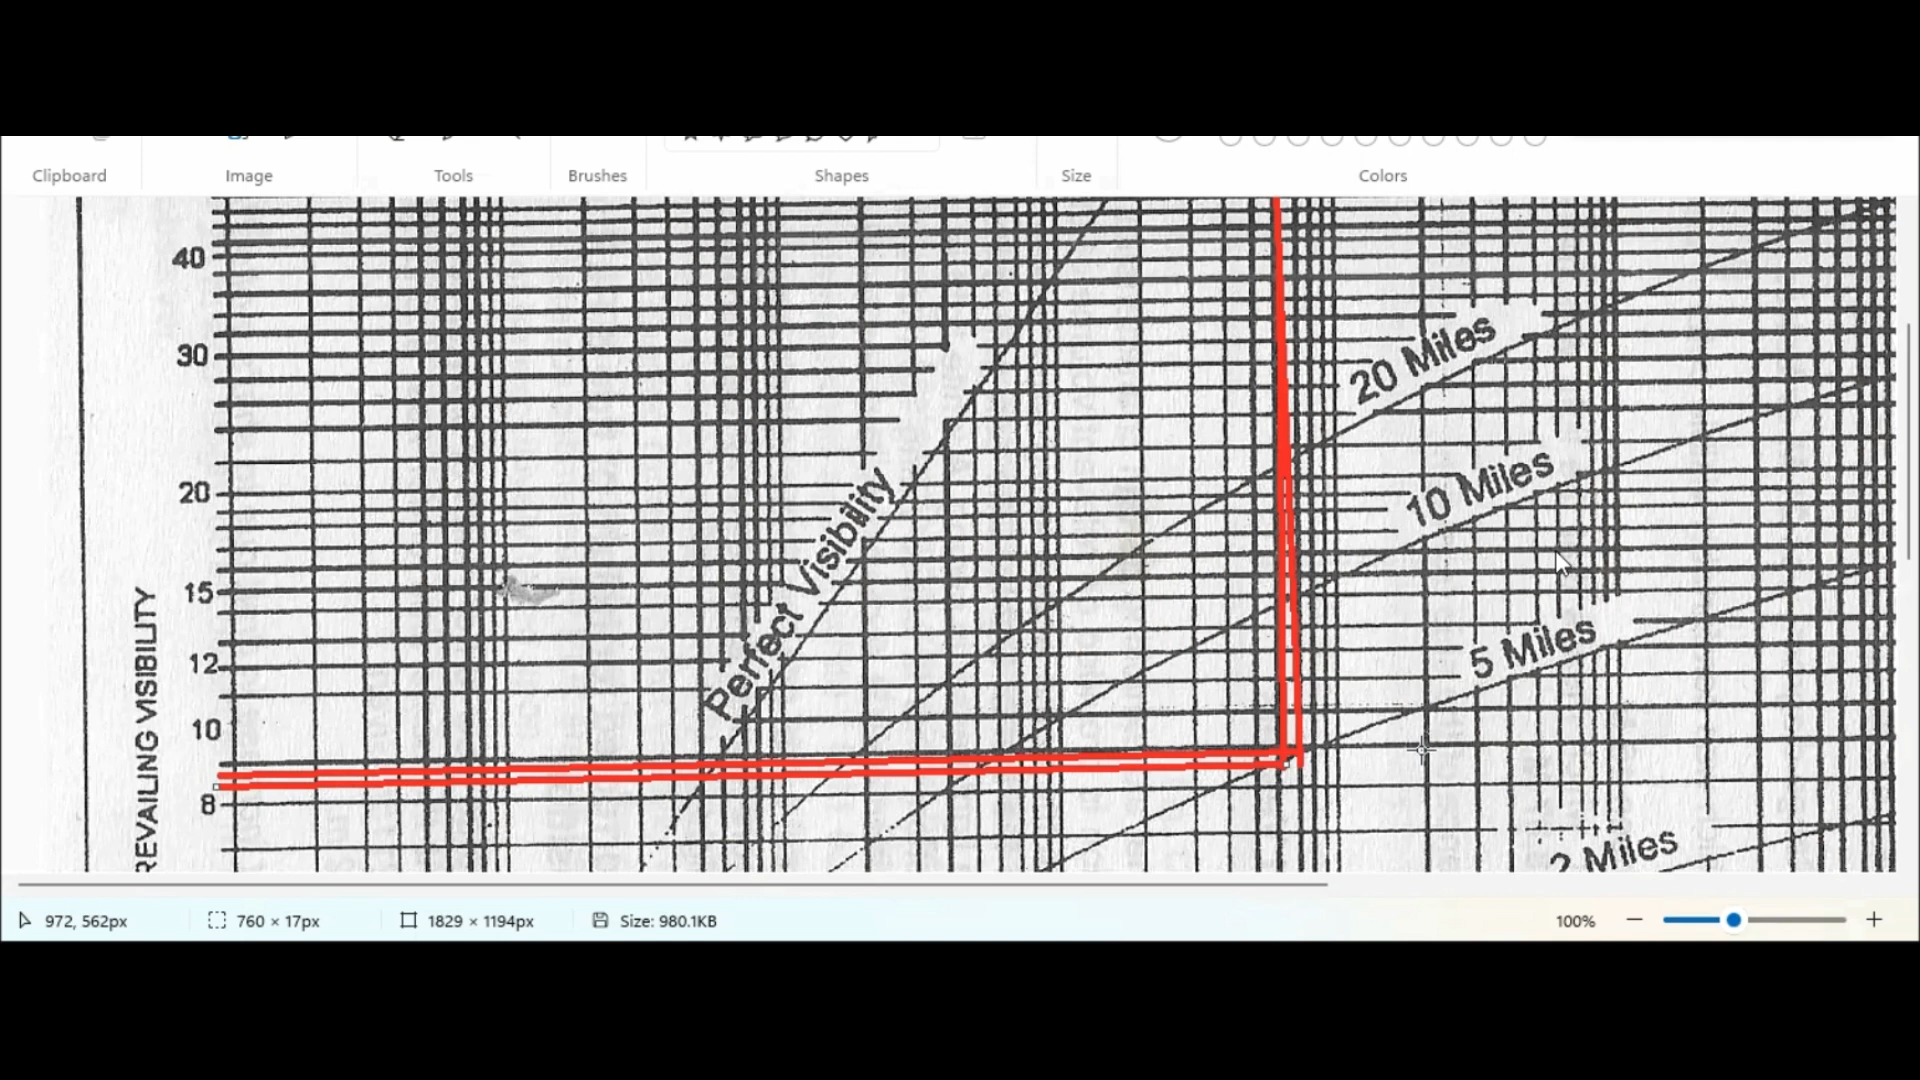 Clipboard
Image
Tools
Brushes
Shapes
Size
Colors
40
30
20
15
12
10
8
REVAILING VISIBILITY
Perfect Visibility
20 Miles
10 Miles
5 Miles
2 Miles
972, 562px
760 × 17px
1829 × 1194px
Size: 980.1KB
100%